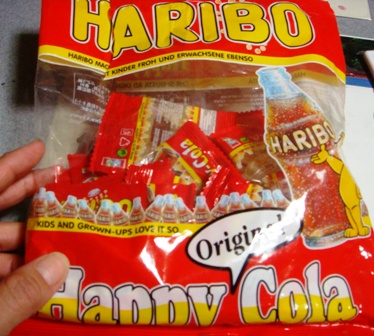 HARIBO
HARIBO MACHT KINDER FROH UND ERWACHSENE EBENSO
HARIBO
Cola
KIDS AND GROWN-UPS LOVE IT SO
Original
Happy Cola